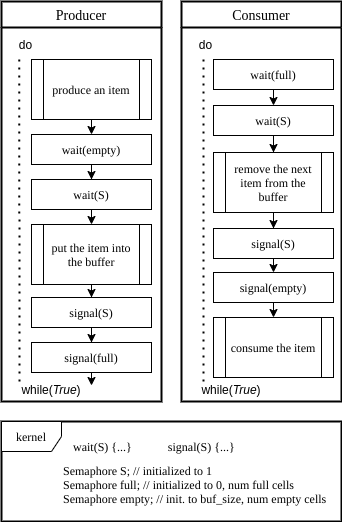 Producer
do
produce an item
wait(empty)
wait(S)
put the item into
the buffer
signal(S)
signal(full)
while(True)
Consumer
do
wait(full)
wait(S)
remove the next
item from the
buffer
signal(S)
signal(empty)
consume the item
while(True)
kernel
wait(S) {...} signal(S) {...}
Semaphore S; // initialized to 1
Semaphore full; // initialized to 0, num full cells
Semaphore empty; // init. to buf_size, num empty cells